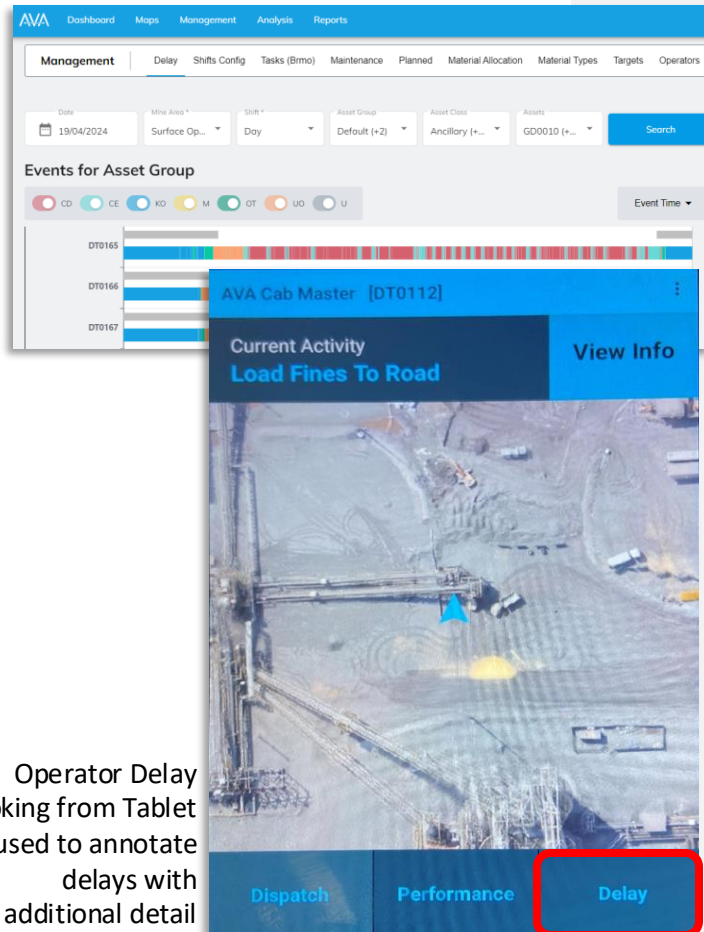 AVA Dashboard Maps Management Analysis Reports
Management Delay Shifts Config Tasks (Brmo) Maintenance Planned Material Allocation Material Types Targets Operators
Date Mine Area * Shift * Asset Group Asset Class Assets
19/04/2024 Surface Op... Day Default (+2) Ancillary (+... GD0010 (+... Search
Events for Asset Group
CD CE KO M OT UO U Event Time
DT0165
DT0166
DT0167
AVA Cab Master [DT0112]
Current Activity
Load Fines To Road
View Info
Operator Delay
oking from Tablet
used to annotate
delays with
additional detail
Dispatch Performance Delay